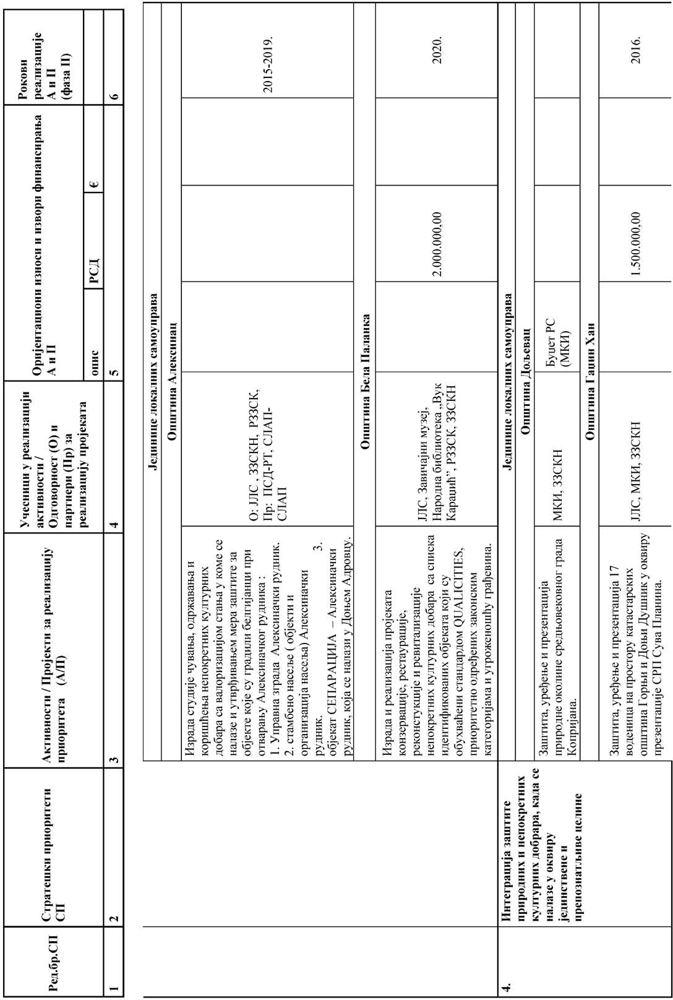 Ред.бр.СП
Стратешки приоритети
СП
Активности / Пројекти за реализацију
приоритета (А/П)
Учесници у реализацији
активности /
Одговорност (О) и
партнери (Пр) за
реализацију пројеката
Оријентациони износи и извори финансирања
А и П
опис
РСД
€
Рокови
реализације
А и П
(фаза II)
1
2
3
4
5
6
Јединице локалних самоуправа
Општина Алексинац
Израда студије чувања, одржавања и
коришћења непокретних културних
добара са валоризацијом стања у коме се
налазе и утврђивањем мера заштите за
објекте које су градили белгијанци при
отварању Алексиначког рудника :
1. Управна зграда Алексиначки рудник.
2. стамбено насеље ( објекти и
организација насеља) Алексиначки
рудник. 3.
објекат СЕПАРАЦИЈА – Алексиначки
рудник, која се налази у Доњем Адровцу.
О: ЈЛС , ЗЗСКН, РЗЗСК,
Пр: ПСД-РТ, СЛАП-
СЛАП
2015-2019.
Општина Бела Паланка
Израда и реализација пројеката
конзервације, рестаурације,
реконстукције и ревитализације
непокретних културних добара са списка
идентификованих објеката који су
обухваћени стандардом QUALICITIES,
приоритетно одређених законским
категоријама и угроженошћу грађевина.
ЈЛС, Завичајни музеј,
Народна библиотека „Вук
Караџић”, РЗЗСК, ЗЗСКН
2.000.000,00
2020.
4.
Интеграција заштите
природних и непокретних
културних добрара, када се
налазе у оквиру
јединствене и
препознатљиве целине
Јединице локалних самоуправа
Општина Дољевац
Заштита, уређење и презентација
природне околине средњовековног града
Копријана.
МКИ, ЗЗСКН
Буџет РС
(МКИ)
Општина Гаџин Хан
Заштита, уређење и презентација 17
воденица на простору катастарских
општина Горњи и Доњи Душник у оквиру
презентације СРП Сува Планина.
ЈЛС, МКИ, ЗЗСКН
1.500.000,00
2016.